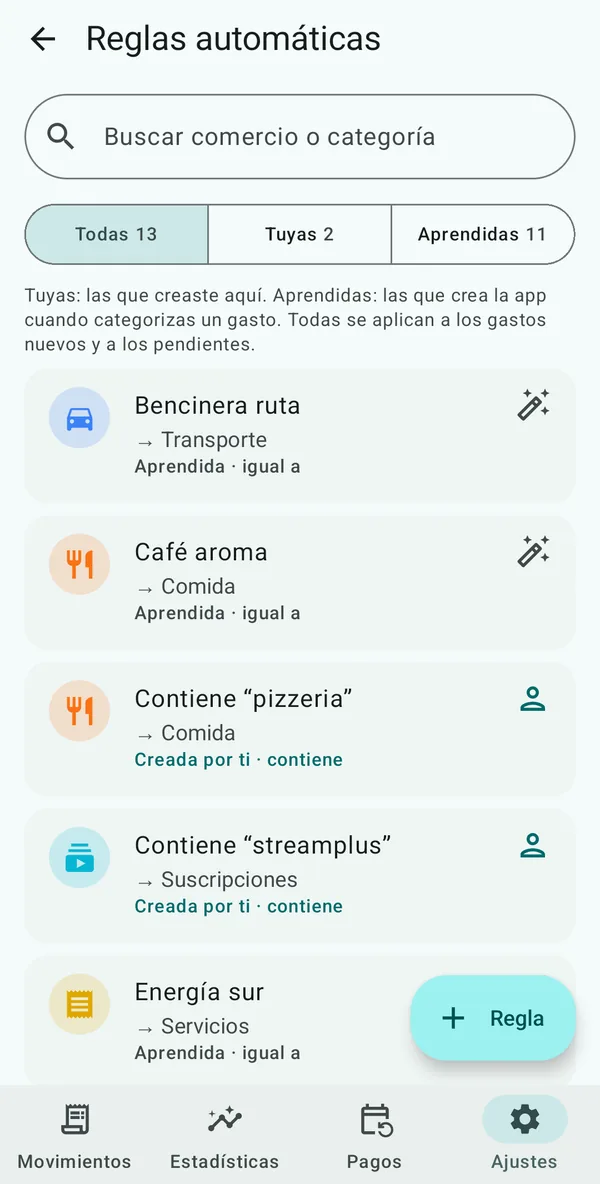 Reglas automáticas
Buscar comercio o categoría
Todas 13
Tuyas 2
Aprendidas 11
Tuyas: las que creaste aquí. Aprendidas: las que crea la app
cuando categorizas un gasto. Todas se aplican a los gastos
nuevos y a los pendientes.
Bencinera ruta
→ Transporte
Aprendida · igual a
Café aroma
→ Comida
Aprendida · igual a
Contiene “pizzeria”
→ Comida
Creada por ti · contiene
Contiene “streamplus”
→ Suscripciones
Creada por ti · contiene
Energía sur
→ Servicios
Aprendida · igual a
Regla
Movimientos
Estadísticas
Pagos
Ajustes